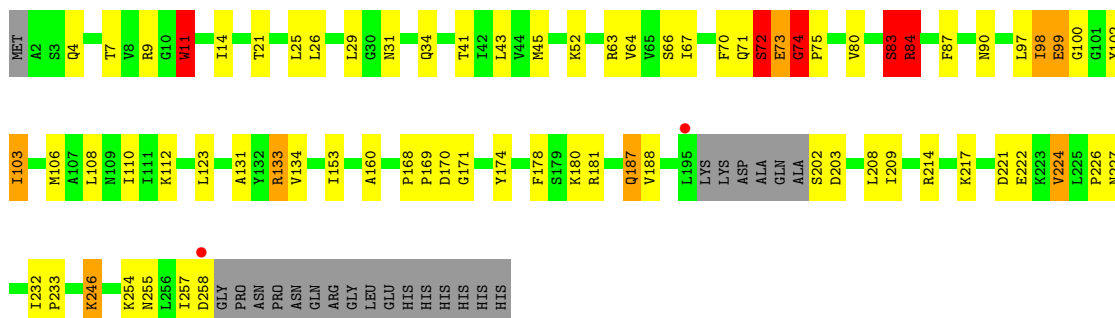 MET A2 S3 Q4 T7 V8 R9 G10 W11 I14 T21 L25 L26 L29 G30 N31 Q34 T41 I42 L43 V44 M45 K52 R63 V64 V65 S66 I67 F70 Q71 S72 E73 G74 P75 V80 S83 R84 F87 N90 L97 I98 E99 G100 G101
I103 M106 A107 L108 N109 I110 I111 K112 L123 A131 Y132 R133 V134 I153 A160 P168 P169 D170 G171 Y174 F178 S179 K180 R181 Q187 V188 L195 LYS LYS ASP ALA GLN ALA S202 D203 L208 I209 R214 K217 D221 E222 K223 V224 L225 P226
I232 P233 K246 K254 N255 L256 I257 D258 GLY PRO ASN PRO ASN GLN ARG GLY LEU GLU HIS HIS HIS HIS HIS HIS